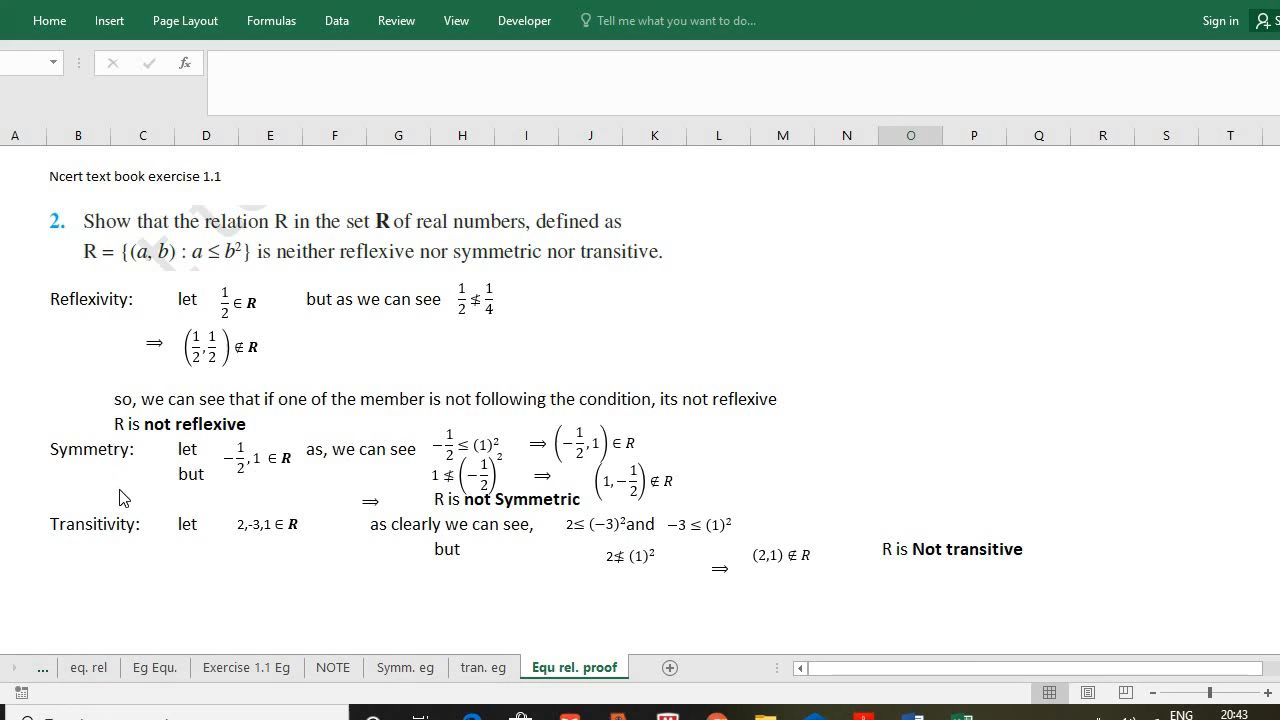 Home Insert Page Layout Formulas Data Review View Developer Tell me what you want to do... Sign in
fx
A B C D E F G H I J K L M N O P Q R S T
Ncert text book exercise 1.1
2. Show that the relation R in the set R of real numbers, defined as
R = {(a, b) : a ≤ b²} is neither reflexive nor symmetric nor transitive.
Reflexivity: let 1/2 ∈ R but as we can see 1/2 ≰ 1/4
⟹ (1/2, 1/2) ∉ R
so, we can see that if one of the member is not following the condition, its not reflexive
R is not reflexive
Symmetry: let -1/2, 1 ∈ R as, we can see -1/2 ≤ (1)² ⟹ (-1/2, 1) ∈ R
but 1 ≰ (-1/2)² ⟹ (1, -1/2) ∉ R
⟹ R is not Symmetric
Transitivity: let 2,-3,1 ∈ R as clearly we can see, 2≤ (−3)² and −3 ≤ (1)²
but 2≰ (1)² ⟹ (2,1) ∉ R R is Not transitive
... eq. rel Eg Equ. Exercise 1.1 Eg NOTE Symm. eg tran. eg Equ rel. proof
ENG 20:43